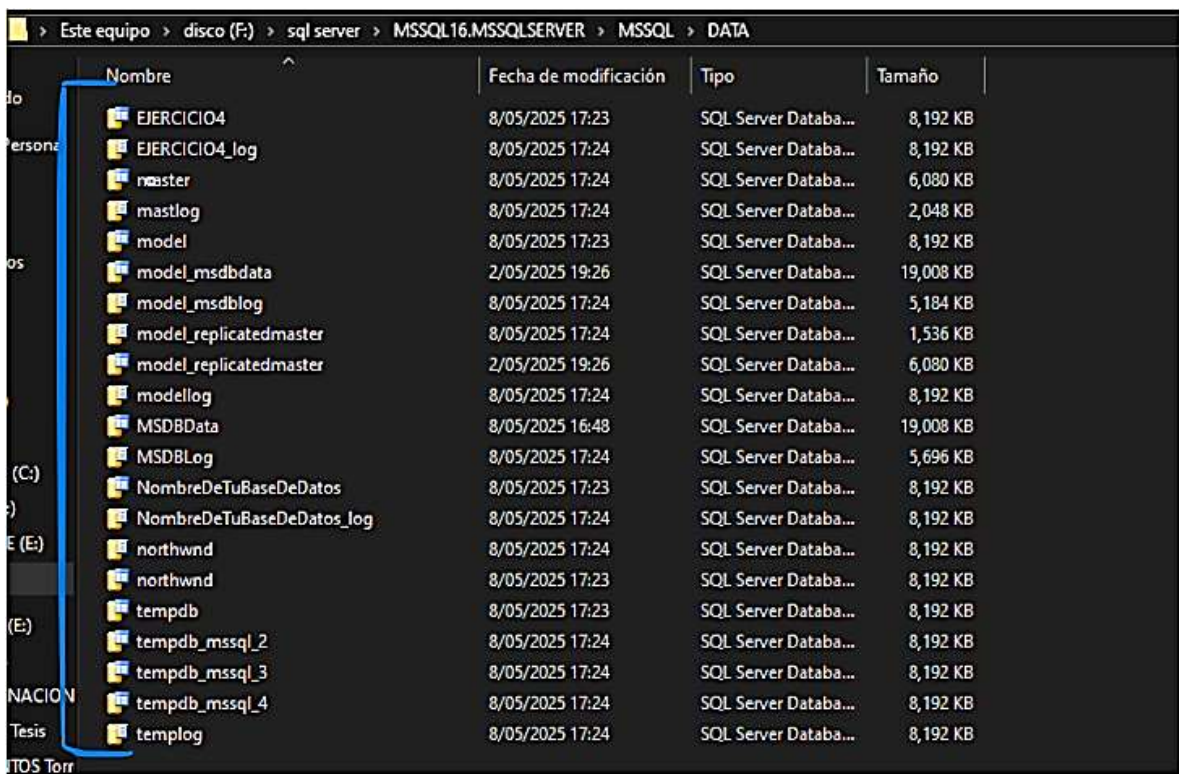 Este equipo > disco (F:) > sql server > MSSQL16.MSSQLSERVER > MSSQL > DATA
Nombre Fecha de modificación Tipo Tamaño
do
Persona
os
(C:)
:)
E (E:)
(E:)
NACION
Tesis
NTOS Torr
EJERCICIO4 8/05/2025 17:23 SQL Server Databa... 8,192 KB
EJERCICIO4_log 8/05/2025 17:24 SQL Server Databa... 8,192 KB
master 8/05/2025 17:24 SQL Server Databa... 6,080 KB
mastlog 8/05/2025 17:24 SQL Server Databa... 2,048 KB
model 8/05/2025 17:23 SQL Server Databa... 8,192 KB
model_msdbdata 2/05/2025 19:26 SQL Server Databa... 19,008 KB
model_msdblog 8/05/2025 17:24 SQL Server Databa... 5,184 KB
model_replicatedmaster 8/05/2025 17:24 SQL Server Databa... 1,536 KB
model_replicatedmaster 2/05/2025 19:26 SQL Server Databa... 6,080 KB
modellog 8/05/2025 17:24 SQL Server Databa... 8,192 KB
MSDBData 8/05/2025 16:48 SQL Server Databa... 19,008 KB
MSDBLog 8/05/2025 17:24 SQL Server Databa... 5,696 KB
NombreDeTuBaseDeDatos 8/05/2025 17:23 SQL Server Databa... 8,192 KB
NombreDeTuBaseDeDatos_log 8/05/2025 17:24 SQL Server Databa... 8,192 KB
northwnd 8/05/2025 17:24 SQL Server Databa... 8,192 KB
northwnd 8/05/2025 17:23 SQL Server Databa... 8,192 KB
tempdb 8/05/2025 17:23 SQL Server Databa... 8,192 KB
tempdb_mssql_2 8/05/2025 17:24 SQL Server Databa... 8,192 KB
tempdb_mssql_3 8/05/2025 17:24 SQL Server Databa... 8,192 KB
tempdb_mssql_4 8/05/2025 17:24 SQL Server Databa... 8,192 KB
templog 8/05/2025 17:24 SQL Server Databa... 8,192 KB